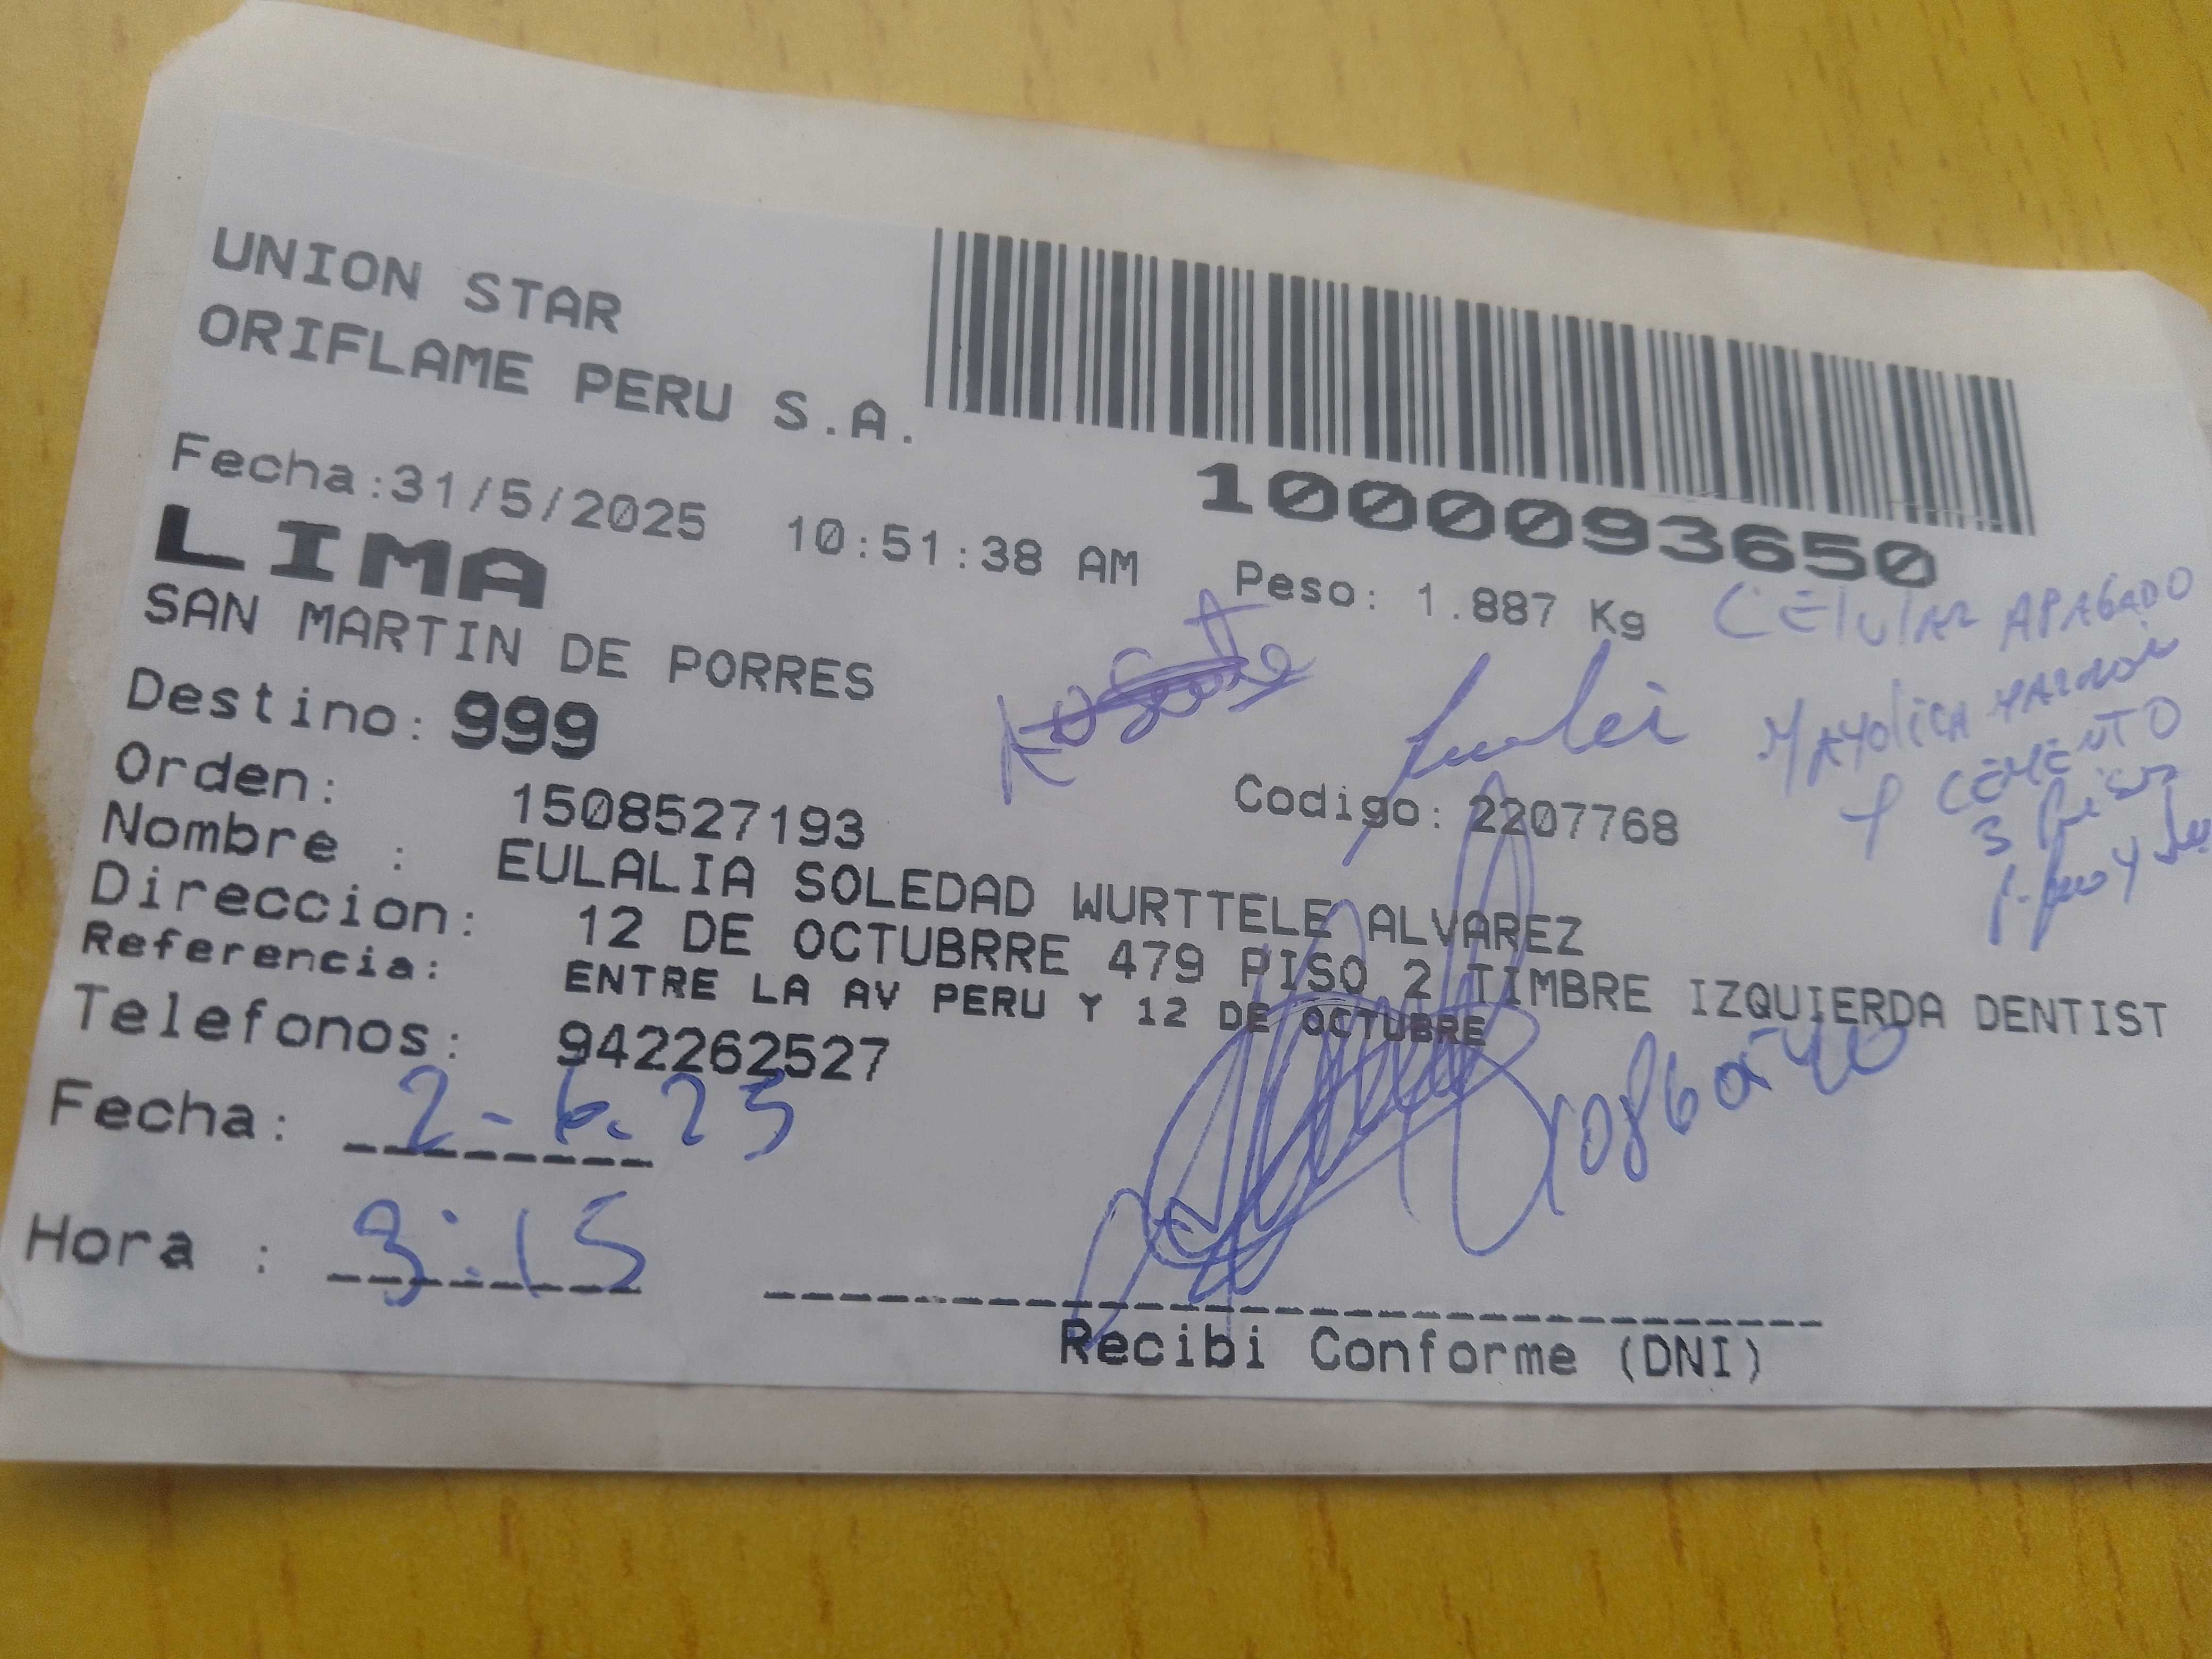 UNION STAR
ORIFLAME PERU S.A.
1000093650
Fecha:31/5/2025 10:51:38 AM Peso: 1.887 Kg
LIMA
SAN MARTIN DE PORRES
CELULAR APAGADO
MAYOLICA MARRON
Y CEMENTO
3 PISOS
Destino: 999
Orden: 1508527193 Codigo: 2207768
Nombre : EULALIA SOLEDAD WURTTELE ALVAREZ
Direccion: 12 DE OCTUBRRE 479 PISO 2 TIMBRE IZQUIERDA DENTIST
Referencia: ENTRE LA AV PERU Y 12 DE OCTUBRE
Telefonos: 942262527
Fecha: 2-6.25
Hora : 3:15
Recibi Conforme (DNI)